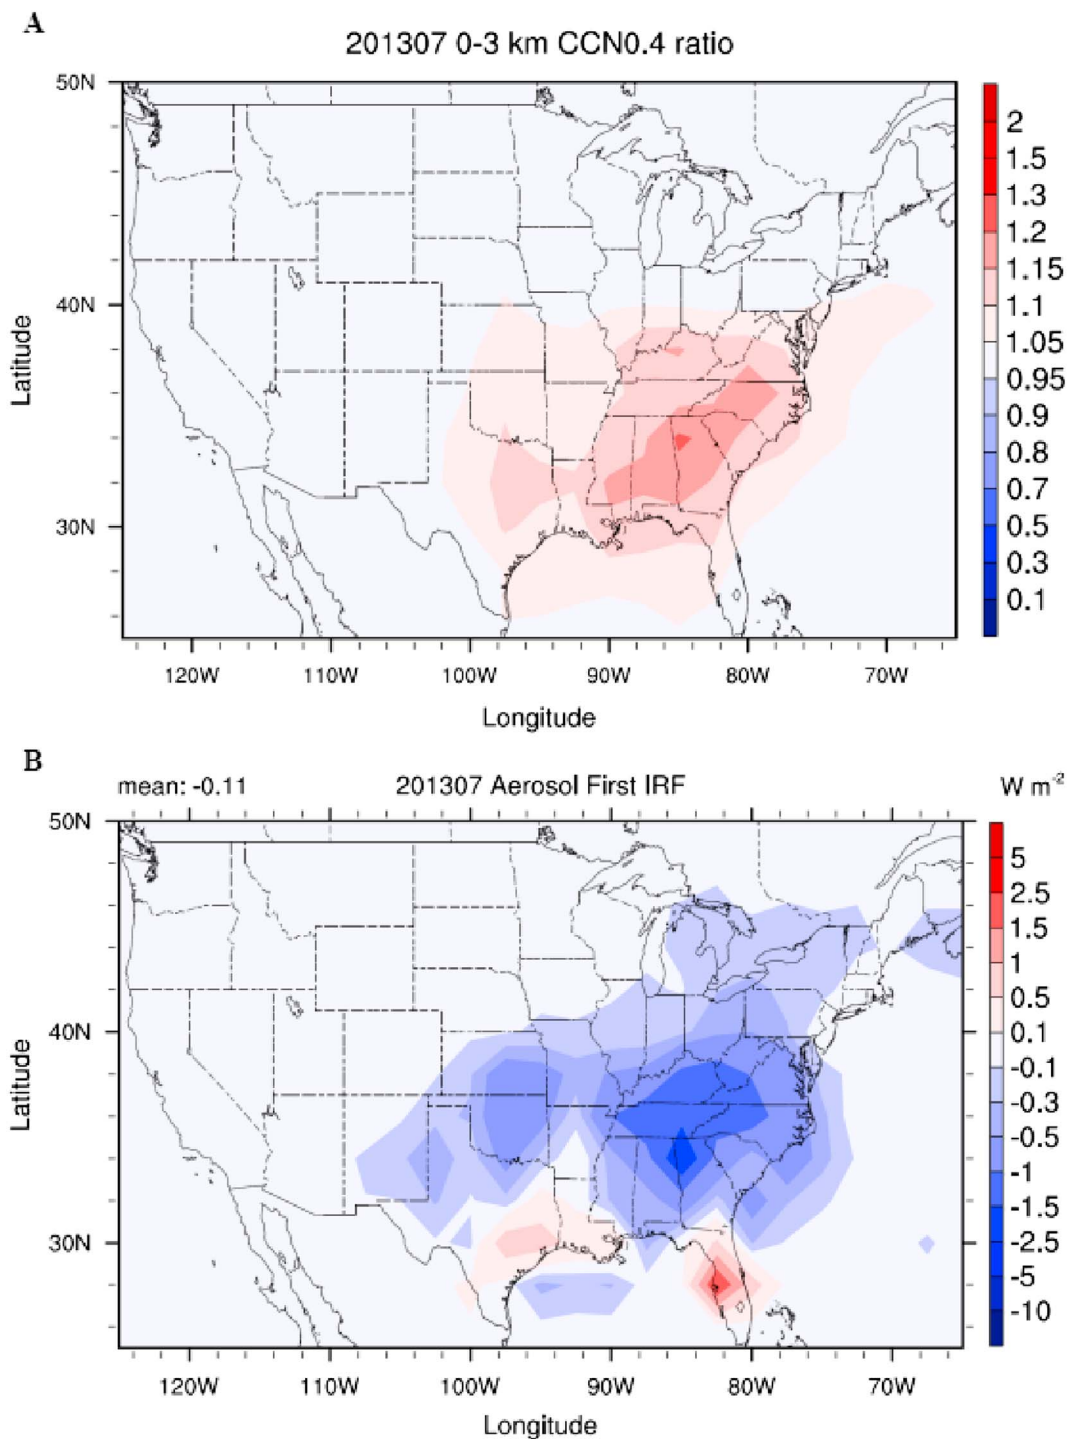 A
201307 0-3 km CCN0.4 ratio
50N
40N
30N
Latitude
120W 110W 100W 90W 80W 70W
Longitude
2
1.5
1.3
1.2
1.15
1.1
1.05
0.95
0.9
0.8
0.7
0.5
0.3
0.1
B
mean: -0.11 201307 Aerosol First IRF W m-2
50N
40N
30N
Latitude
120W 110W 100W 90W 80W 70W
Longitude
5
2.5
1.5
1
0.5
0.1
-0.1
-0.3
-0.5
-1
-1.5
-2.5
-5
-10